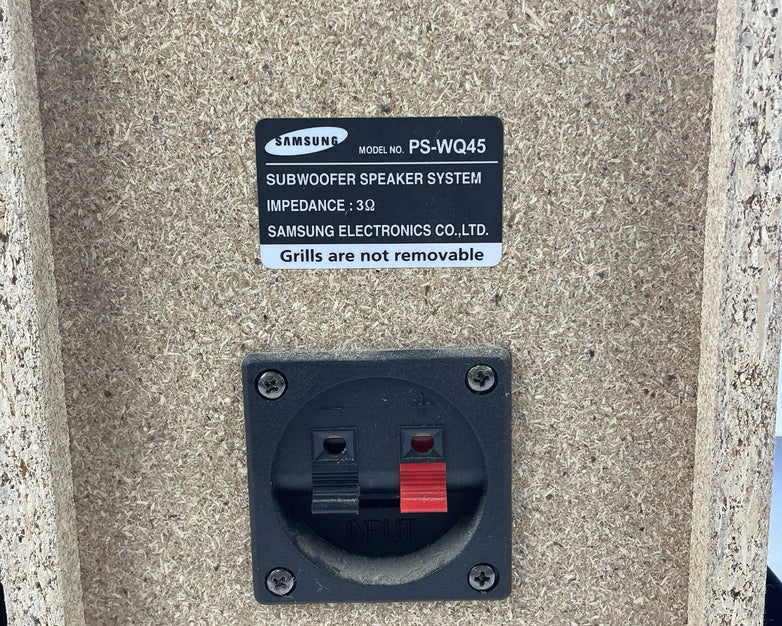 SAMSUNG MODEL NO. PS-WQ45
SUBWOOFER SPEAKER SYSTEM
IMPEDANCE : 3Ω
SAMSUNG ELECTRONICS CO.,LTD.
Grills are not removable
− +
INPUT